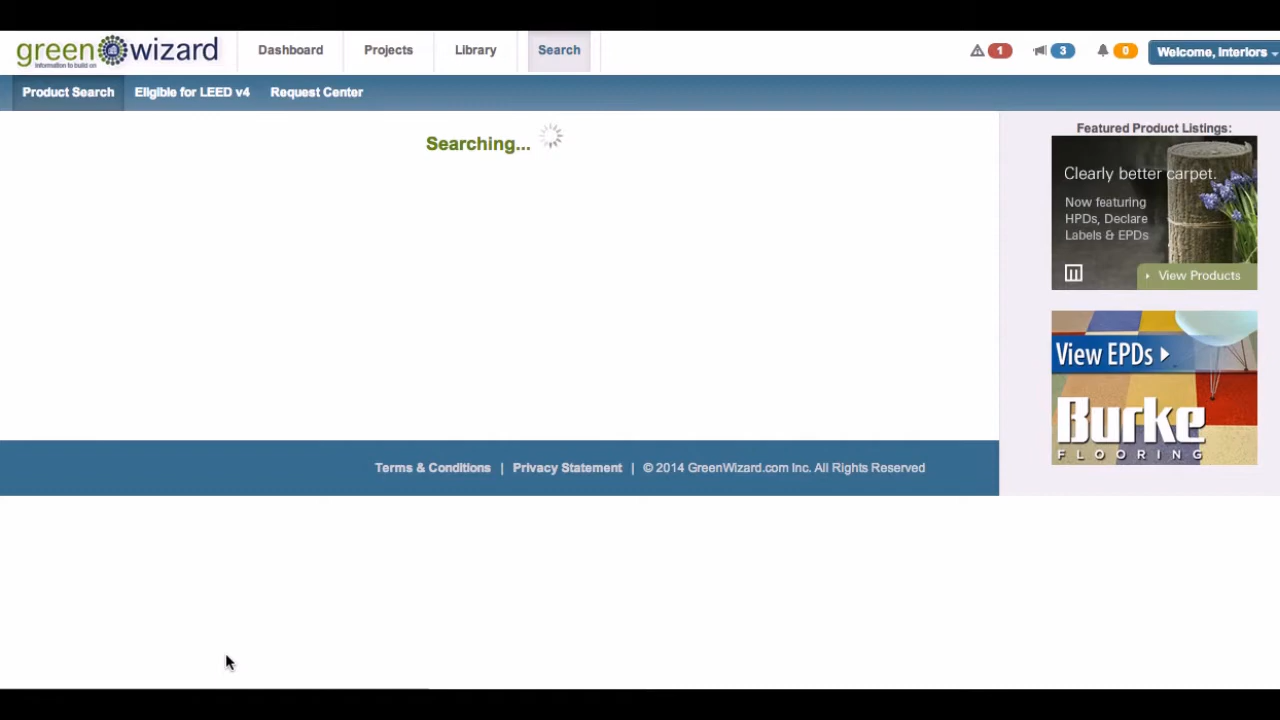 greenwizard
information to build on
Dashboard
Projects
Library
Search
1
3
0
Welcome, Interiors
Product Search
Eligible for LEED v4
Request Center
Searching...
Featured Product Listings:
Clearly better carpet.
Now featuring
HPDs, Declare
Labels & EPDs
View Products
View EPDs
Burke
FLOORING
Terms & Conditions | Privacy Statement | © 2014 GreenWizard.com Inc. All Rights Reserved